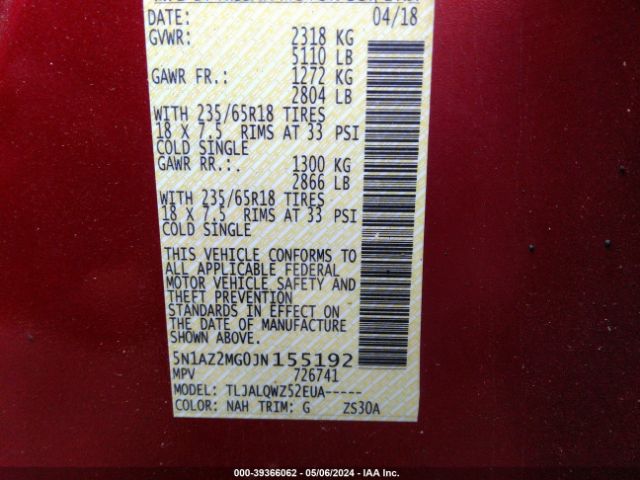 DATE: 04/18
GVWR: 2318 KG
5110 LB
GAWR FR.: 1272 KG
2804 LB
WITH 235/65R18 TIRES
18 X 7.5 RIMS AT 33 PSI
COLD SINGLE
GAWR RR.:. 1300 KG
2866 LB
WITH 235/65R18 TIRES
18 X 7.5 RIMS AT 33 PSI
COLD SINGLE
THIS VEHICLE CONFORMS TO
ALL APPLICABLE FEDERAL
MOTOR VEHICLE SAFETY AND
THEFT PREVENTION
STANDARDS IN EFFECT ON
THE DATE OF MANUFACTURE
SHOWN ABOVE.
5N1AZ2MG0JN155192
MPV 726741
MODEL: TLJALQWZ52EUA-----
COLOR: NAH TRIM: G ZS30A
000-39366062 - 05/06/2024 - IAA Inc.